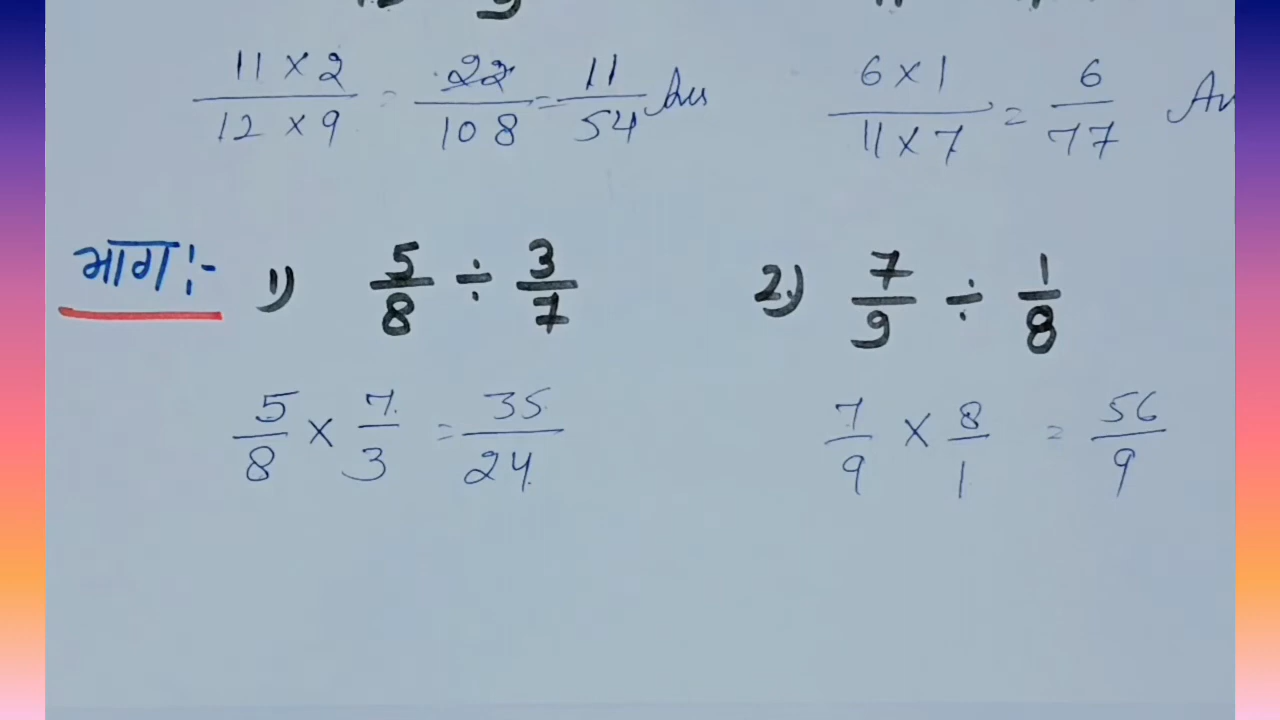 11 × 2 / 12 × 9 = 22 / 108 = 11 / 54 Ans
6 × 1 / 11 × 7 = 6 / 77 An
भाग :- 1) 5/8 ÷ 3/7
2) 7/9 ÷ 1/8
5/8 × 7/3 = 35/24
7/9 × 8/1 = 56/9